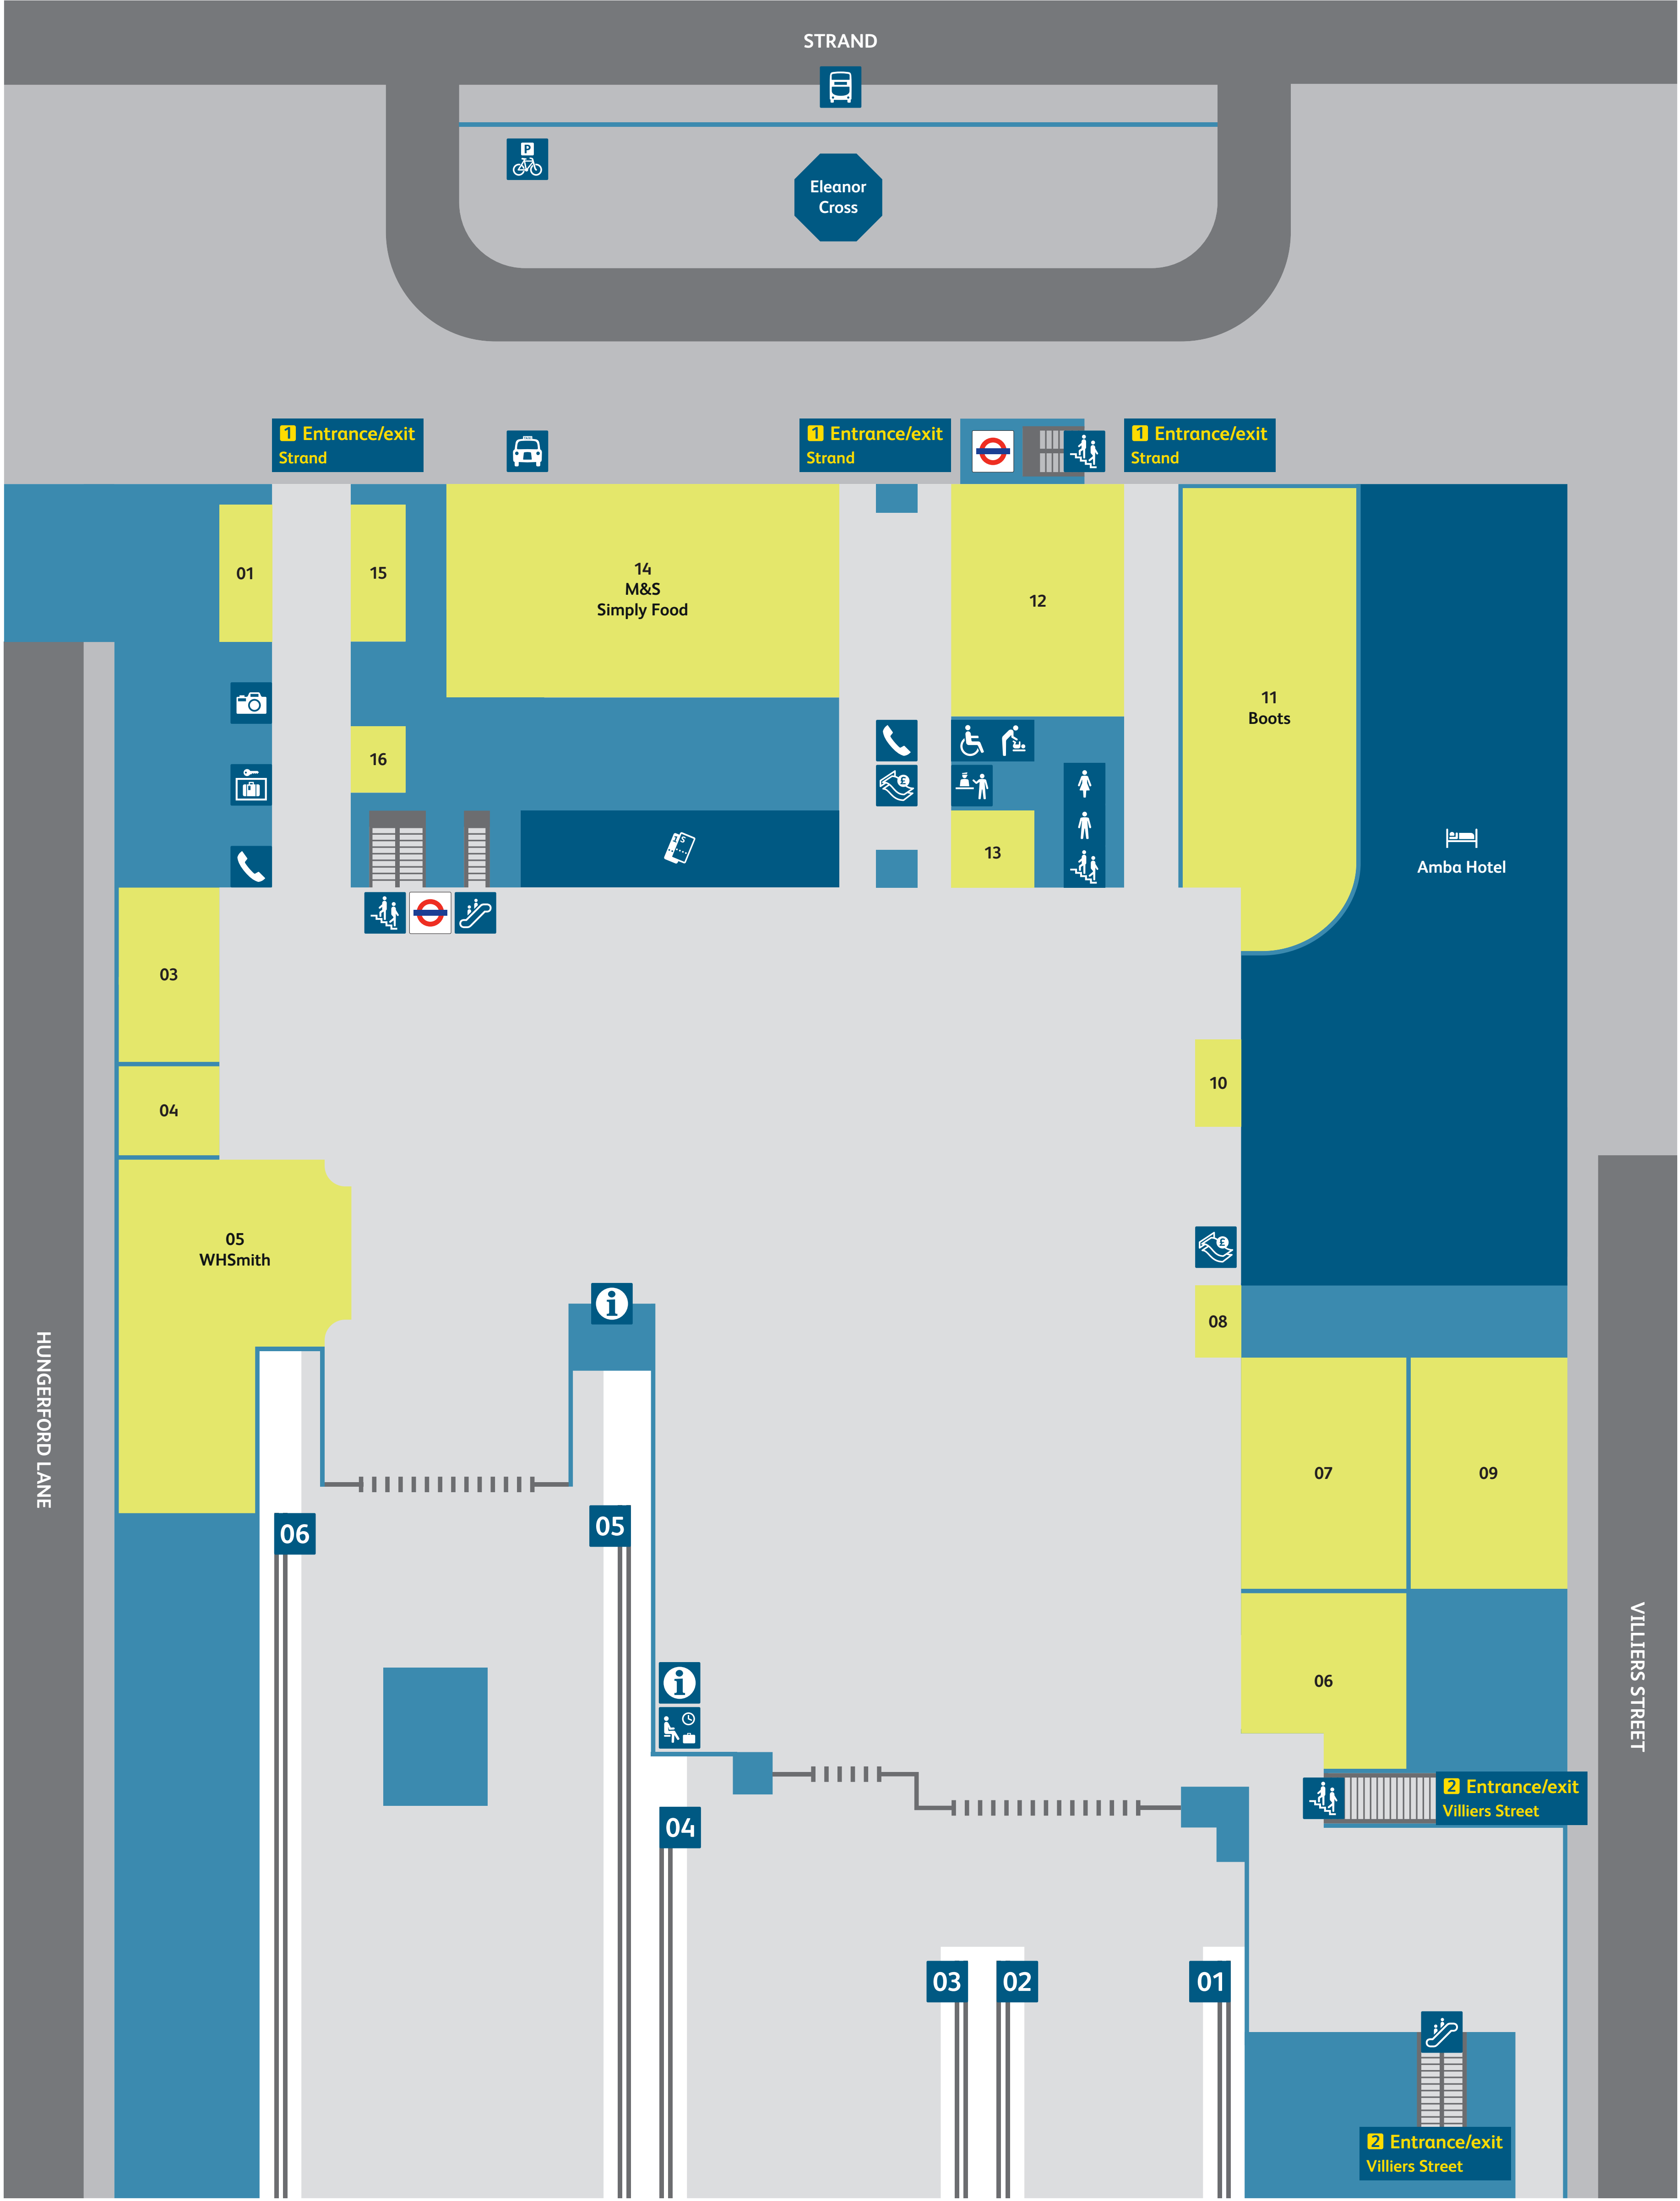 STRAND
P
Eleanor
Cross
1 Entrance/exit
Strand
1 Entrance/exit
Strand
1 Entrance/exit
Strand
01
15
14
M&S
Simply Food
12
11
Boots
16
£
13
Amba Hotel
03
04
10
05
WHSmith
£
08
i
07
09
06
05
06
i
04
2 Entrance/exit
Villiers Street
03
02
01
2 Entrance/exit
Villiers Street
HUNGERFORD LANE
VILLIERS STREET